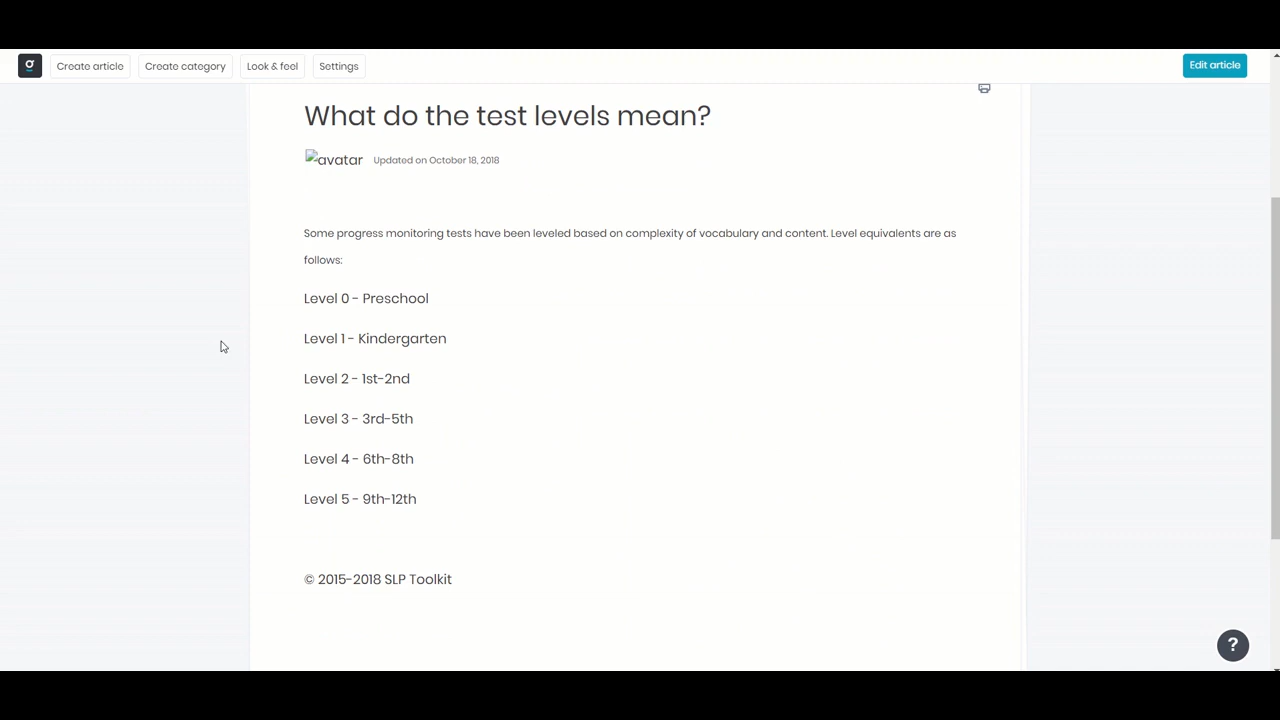 g Create article Create category Look & feel Settings Edit article
What do the test levels mean?
avatar Updated on October 18, 2018
Some progress monitoring tests have been leveled based on complexity of vocabulary and content. Level equivalents are as
follows:
Level 0 - Preschool
Level 1 - Kindergarten
Level 2 - 1st-2nd
Level 3 - 3rd-5th
Level 4 - 6th-8th
Level 5 - 9th-12th
© 2015-2018 SLP Toolkit
?